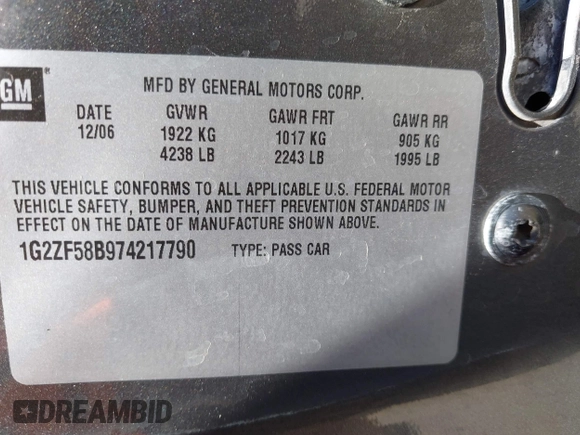 GM
MFD BY GENERAL MOTORS CORP.
DATE GVWR GAWR FRT GAWR RR
12/06 1922 KG 1017 KG 905 KG
4238 LB 2243 LB 1995 LB
THIS VEHICLE CONFORMS TO ALL APPLICABLE U.S. FEDERAL MOTOR
VEHICLE SAFETY, BUMPER, AND THEFT PREVENTION STANDARDS IN
EFFECT ON THE DATE OF MANUFACTURE SHOWN ABOVE.
1G2ZF58B974217790 TYPE: PASS CAR
DREAMBID